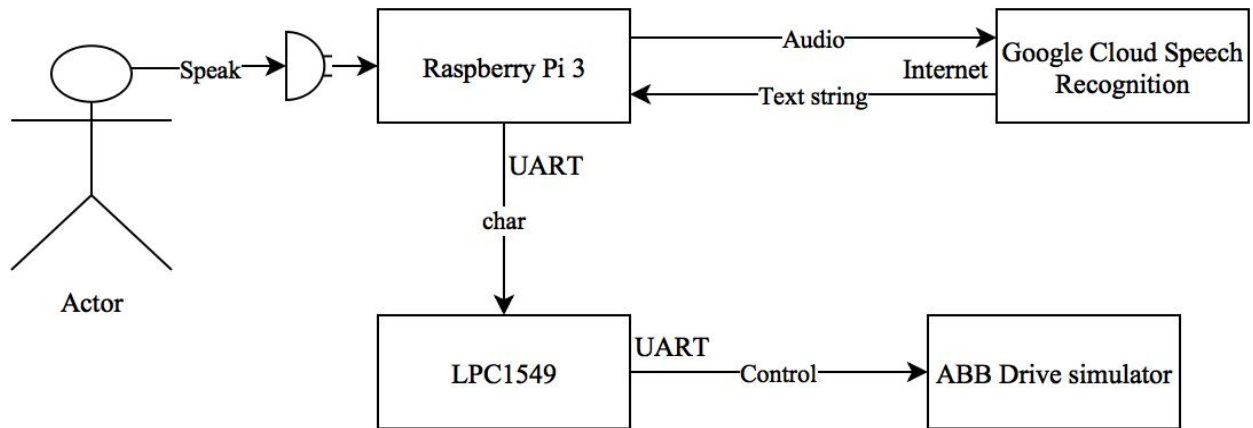 Speak
Raspberry Pi 3
Audio
Internet
Text string
Google Cloud Speech
Recognition
UART
char
Actor
LPC1549
UART
Control
ABB Drive simulator